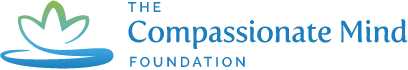 THE
Compassionate Mind
FOUNDATION